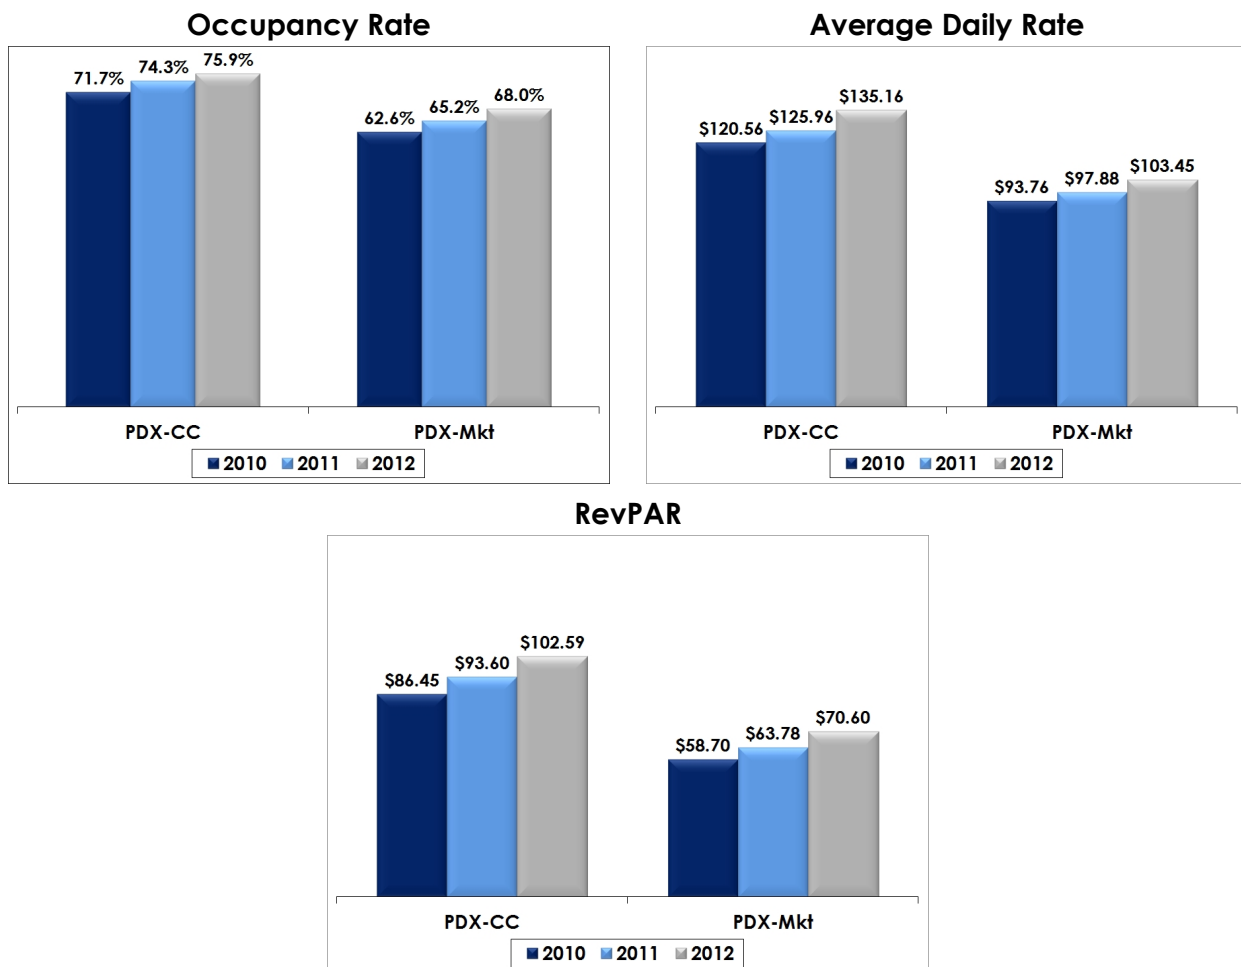 Occupancy Rate
71.7% 74.3% 75.9%
62.6% 65.2% 68.0%
PDX-CC PDX-Mkt
2010 2011 2012
Average Daily Rate
$120.56 $125.96 $135.16
$93.76 $97.88 $103.45
PDX-CC PDX-Mkt
2010 2011 2012
RevPAR
$86.45 $93.60 $102.59
$58.70 $63.78 $70.60
PDX-CC PDX-Mkt
2010 2011 2012